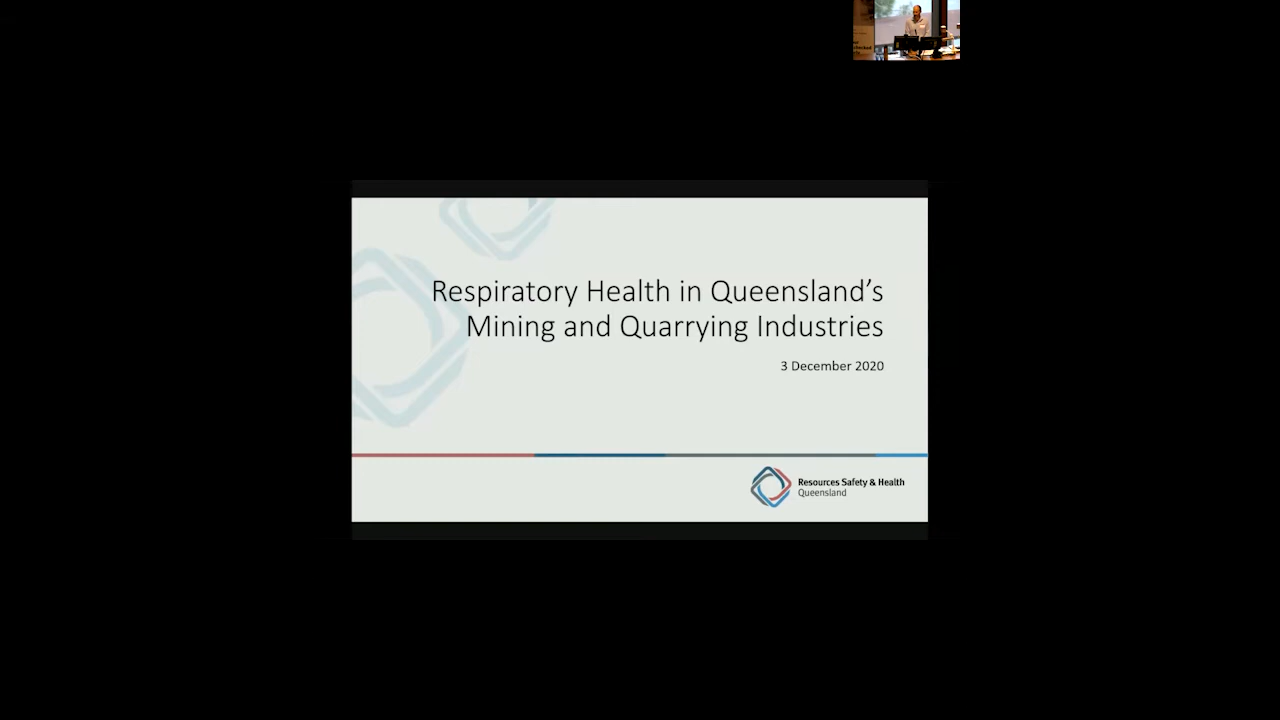 Respiratory Health in Queensland's
Mining and Quarrying Industries
3 December 2020
Resources Safety & Health
Queensland